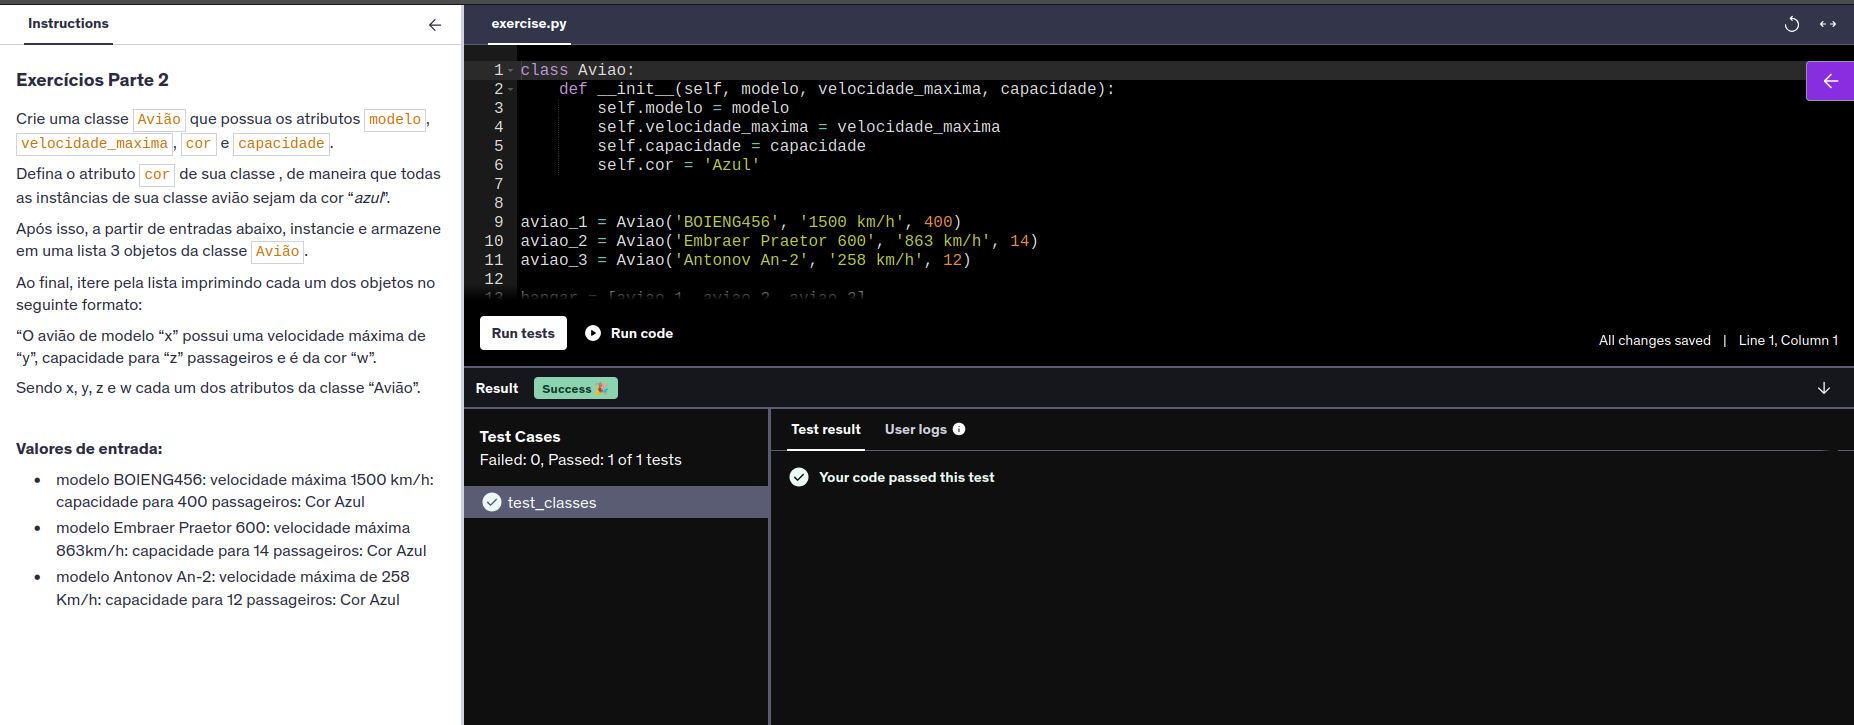 Instructions
Exercícios Parte 2
Crie uma classe Avião que possua os atributos modelo,
velocidade_maxima, cor e capacidade.
Defina o atributo cor de sua classe , de maneira que todas
as instâncias de sua classe avião sejam da cor “azul”.
Após isso, a partir de entradas abaixo, instancie e armazene
em uma lista 3 objetos da classe Avião.
Ao final, itere pela lista imprimindo cada um dos objetos no
seguinte formato:
“O avião de modelo “x” possui uma velocidade máxima de
“y”, capacidade para “z” passageiros e é da cor “w”.
Sendo x, y, z e w cada um dos atributos da classe “Avião”.
Valores de entrada:
• modelo BOIENG456: velocidade máxima 1500 km/h:
capacidade para 400 passageiros: Cor Azul
• modelo Embraer Praetor 600: velocidade máxima
863km/h: capacidade para 14 passageiros: Cor Azul
• modelo Antonov An-2: velocidade máxima de 258
Km/h: capacidade para 12 passageiros: Cor Azul
exercise.py
1 class Aviao:
2 def __init__(self, modelo, velocidade_maxima, capacidade):
3 self.modelo = modelo
4 self.velocidade_maxima = velocidade_maxima
5 self.capacidade = capacidade
6 self.cor = 'Azul'
7
8
9 aviao_1 = Aviao('BOIENG456', '1500 km/h', 400)
10 aviao_2 = Aviao('Embraer Praetor 600', '863 km/h', 14)
11 aviao_3 = Aviao('Antonov An-2', '258 km/h', 12)
12
13 hangar = [aviao_1, aviao_2, aviao_3]
Run tests Run code
All changes saved | Line 1, Column 1
Result Success 🎉
Test Cases
Failed: 0, Passed: 1 of 1 tests
test_classes
Test result User logs
Your code passed this test